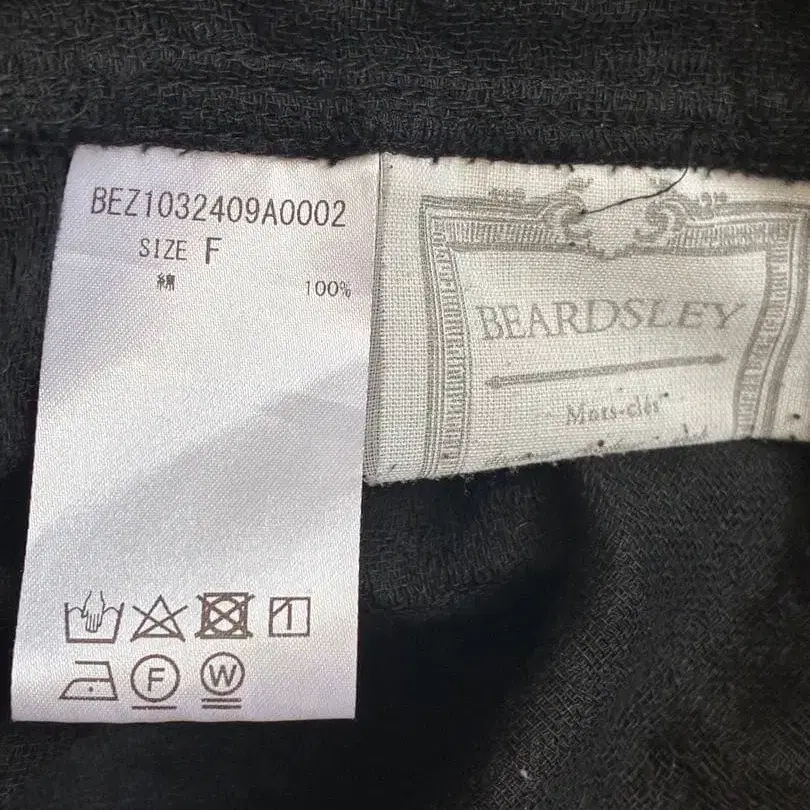 BEZ1032409A0002
SIZE F
綿 100%
F W
BEARDSLEY
Mots-clés